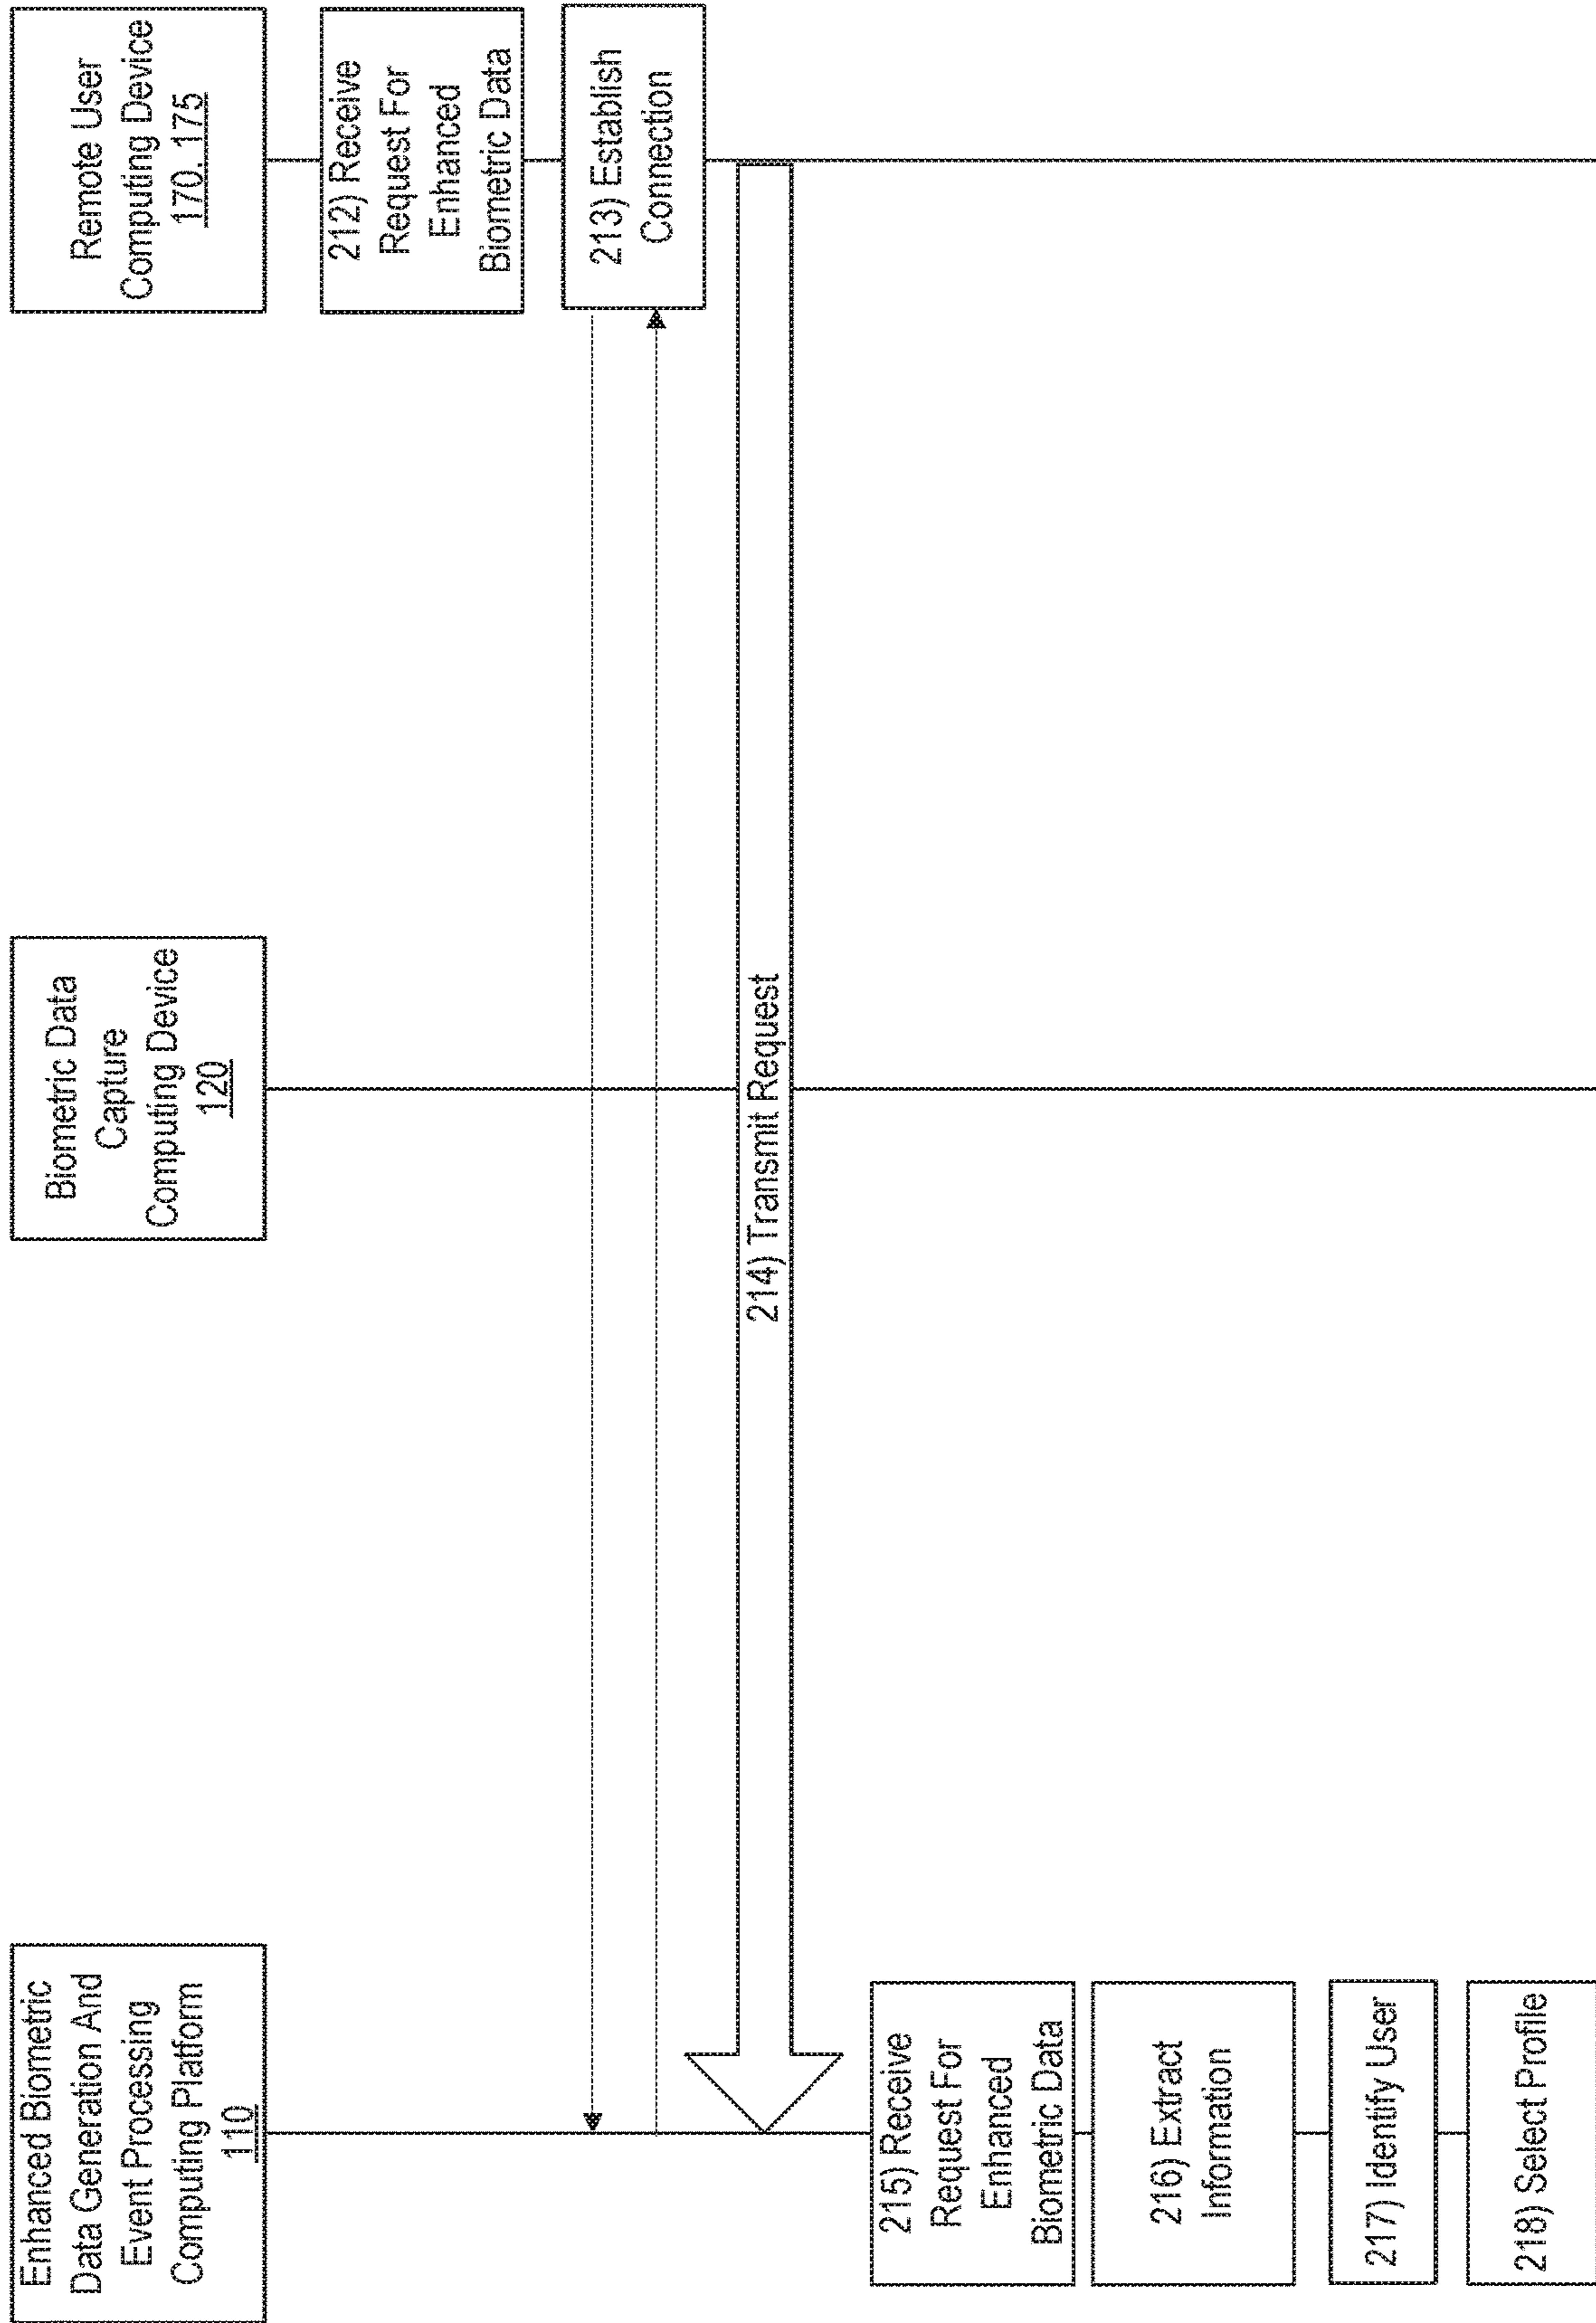 Enhanced Biometric
Data Generation And
Event Processing
Computing Platform
110
Biometric Data
Capture
Computing Device
120
Remote User
Computing Device
170. 175
212) Receive
Request For
Enhanced
Biometric Data
213) Establish
Connection
214) Transmit Request
215) Receive
Request For
Enhanced
Biometric Data
216) Extract
Information
217) Identify User
218) Select Profile